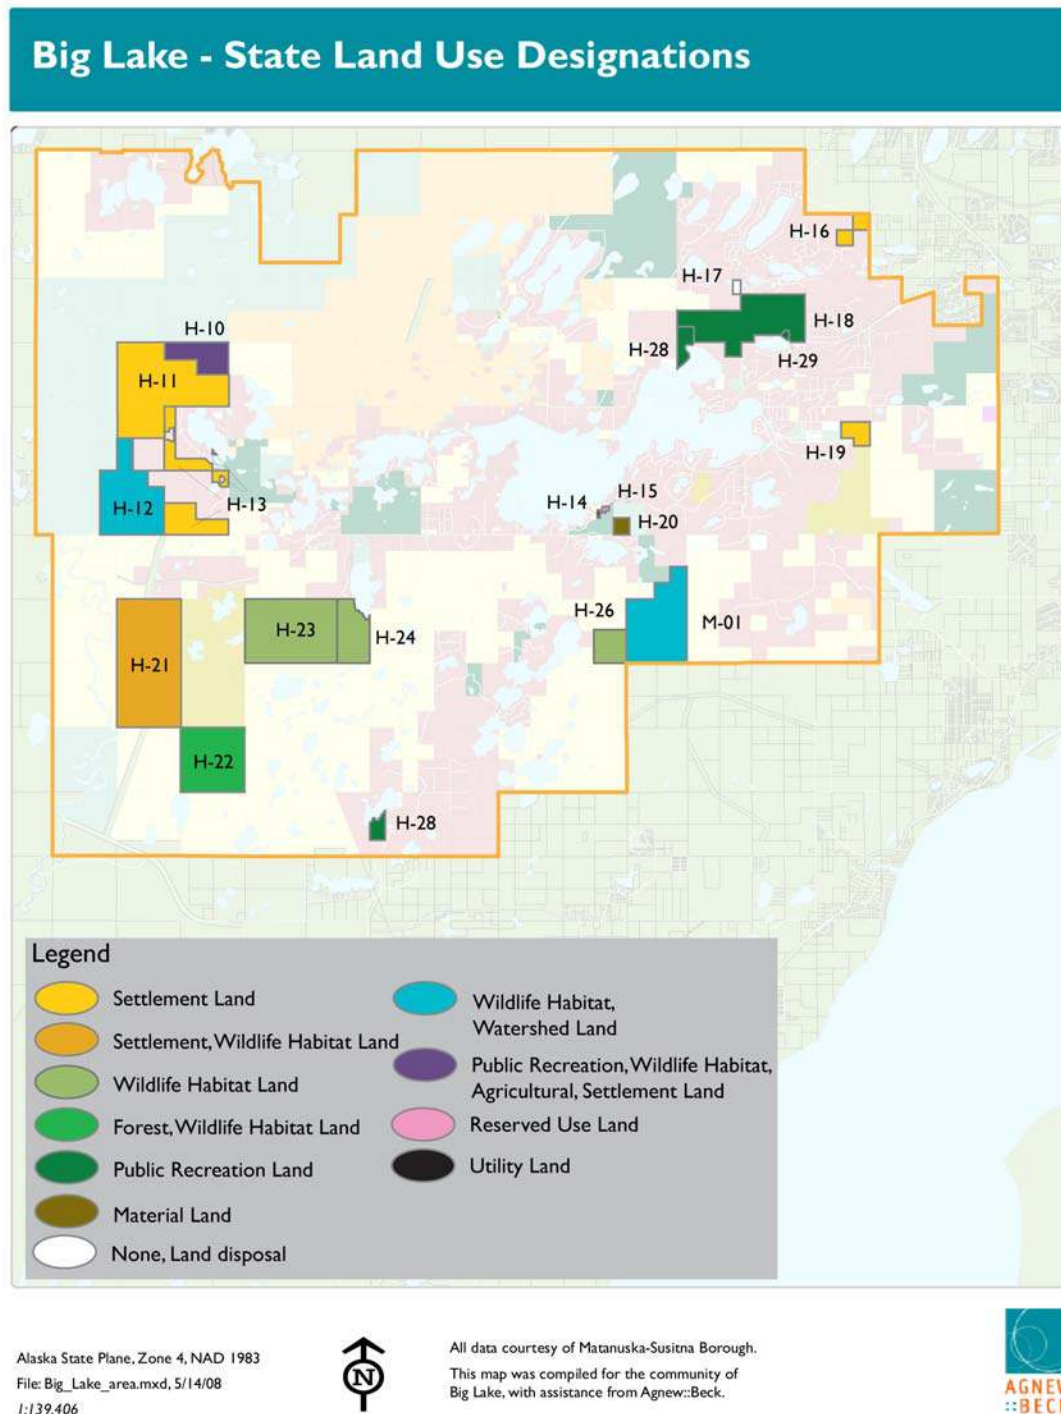 Big Lake - State Land Use Designations
H-16
H-17
H-18
H-10
H-28
H-29
H-11
H-19
H-15
H-14
H-13
H-12
H-20
H-26
M-01
H-23
H-24
H-21
H-22
H-28
Legend
Settlement Land
Settlement, Wildlife Habitat Land
Wildlife Habitat Land
Forest, Wildlife Habitat Land
Public Recreation Land
Material Land
None, Land disposal
Wildlife Habitat,
Watershed Land
Public Recreation, Wildlife Habitat,
Agricultural, Settlement Land
Reserved Use Land
Utility Land
Alaska State Plane, Zone 4, NAD 1983
File: Big_Lake_area.mxd, 5/14/08
1:139,406
All data courtesy of Matanuska-Susitna Borough.
This map was compiled for the community of
Big Lake, with assistance from Agnew::Beck.
AGNEW
::BECK